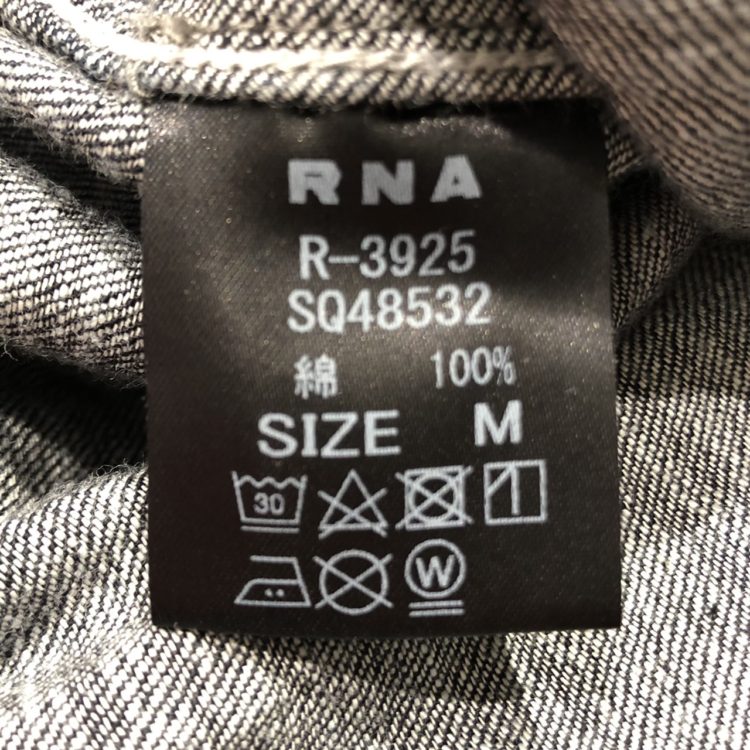 RNA
R-3925
SQ48532
綿 100%
SIZE M
30
W